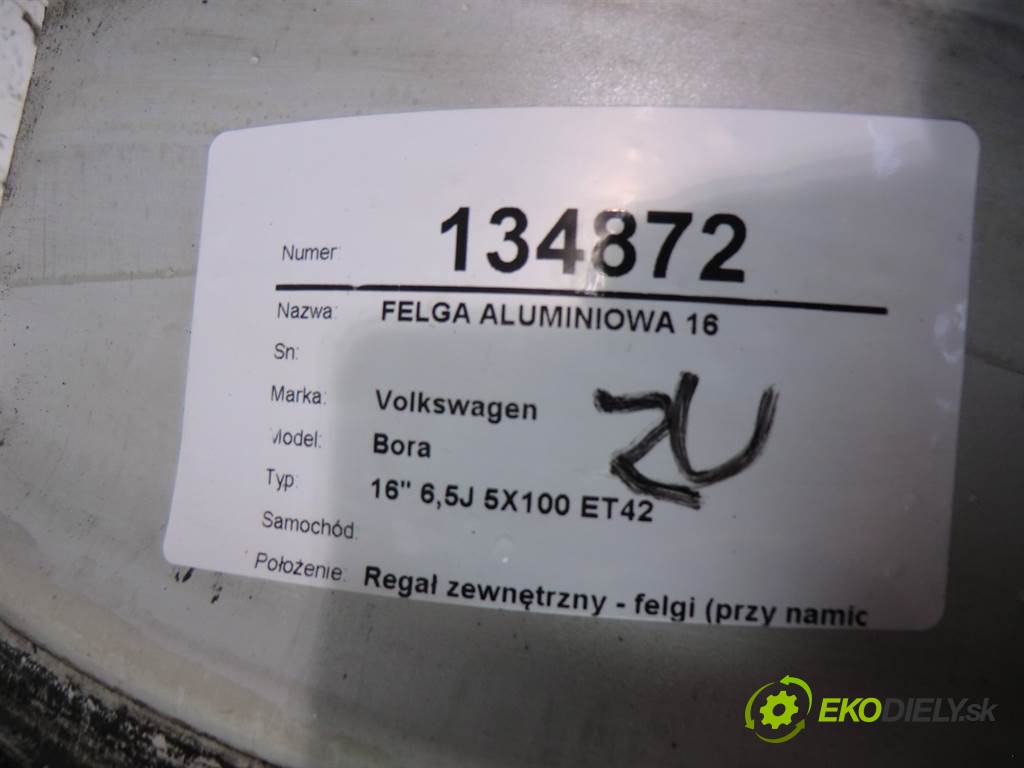 Numer: 134872
Nazwa: FELGA ALUMINIOWA 16
Sn:
Marka: Volkswagen
Model: Bora
Typ: 16" 6,5J 5X100 ET42
Samochód:
Położenie: Regał zewnętrzny - felgi (przy namic
ZU
EKODIELY.sk